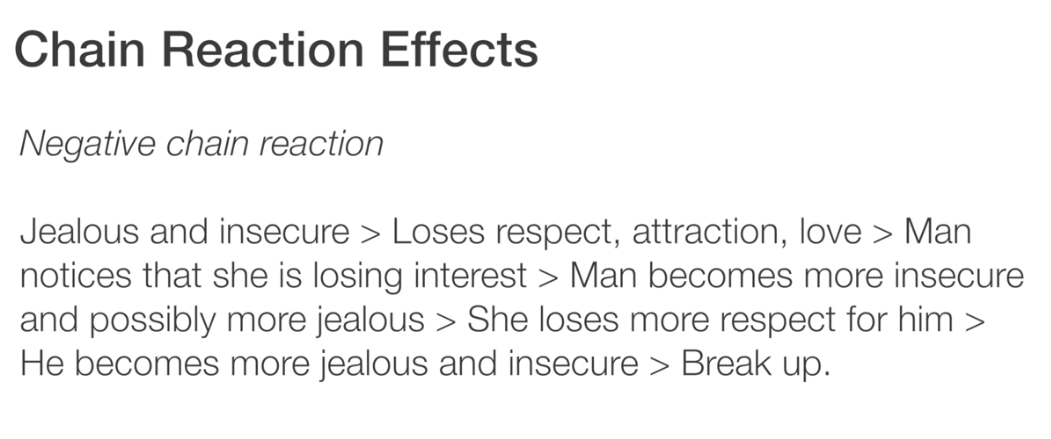 Chain Reaction Effects
Negative chain reaction
Jealous and insecure > Loses respect, attraction, love > Man
notices that she is losing interest > Man becomes more insecure
and possibly more jealous > She loses more respect for him >
He becomes more jealous and insecure > Break up.